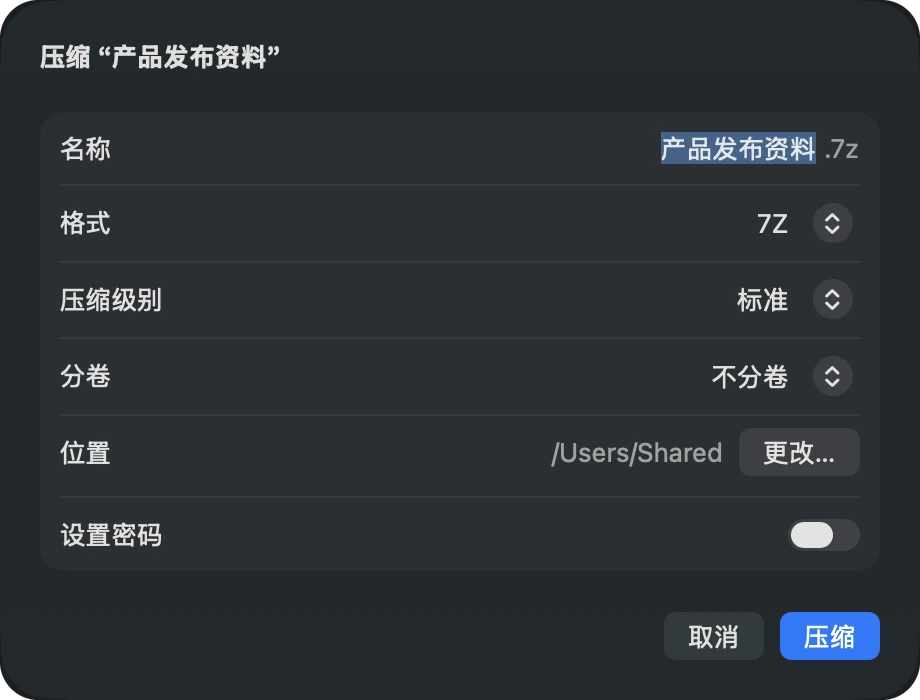 压缩 “产品发布资料”
名称 产品发布资料 .7z
格式 7Z
压缩级别 标准
分卷 不分卷
位置 /Users/Shared 更改...
设置密码
取消 压缩